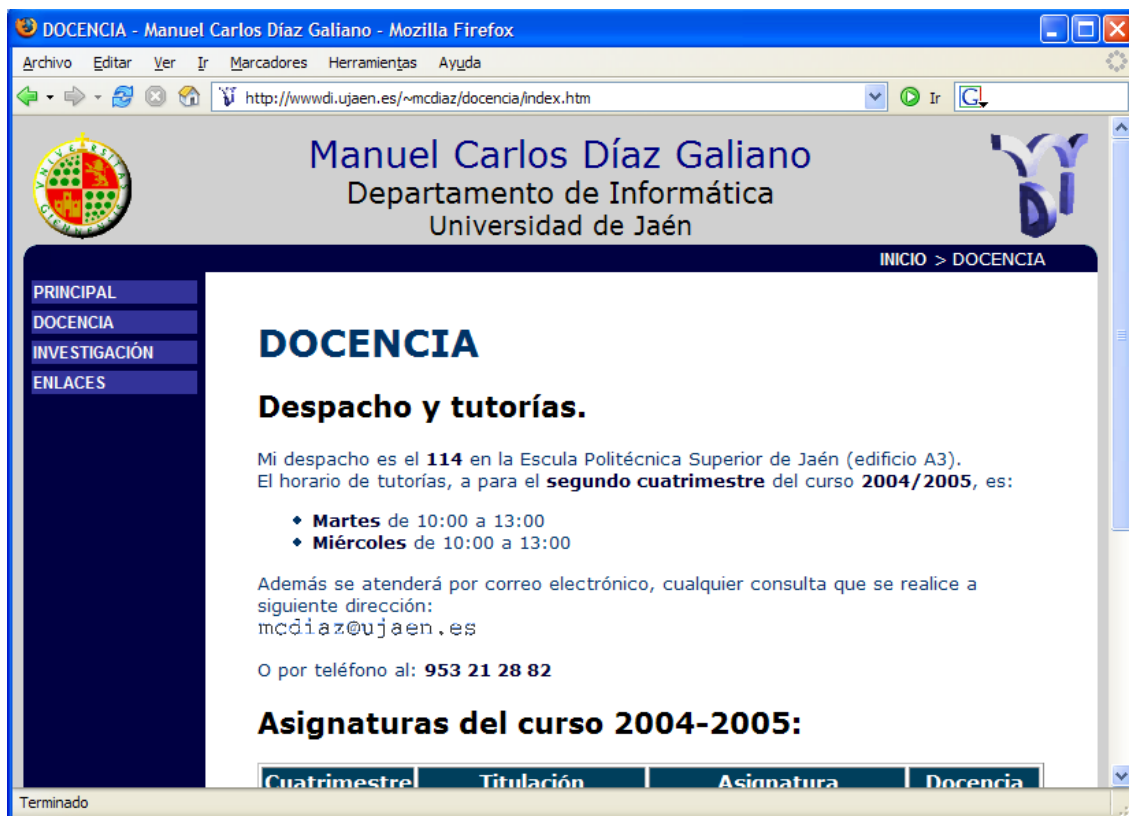 DOCENCIA - Manuel Carlos Díaz Galiano - Mozilla Firefox
Archivo Editar Ver Ir Marcadores Herramientas Ayuda
http://wwwdi.ujaen.es/~mcdiaz/docencia/index.htm Ir G
Manuel Carlos Díaz Galiano
Departamento de Informática
Universidad de Jaén
INICIO > DOCENCIA
PRINCIPAL
DOCENCIA
INVESTIGACIÓN
ENLACES
DOCENCIA
Despacho y tutorías.
Mi despacho es el 114 en la Escula Politécnica Superior de Jaén (edificio A3).
El horario de tutorías, a para el segundo cuatrimestre del curso 2004/2005, es:
Martes de 10:00 a 13:00
Miércoles de 10:00 a 13:00
Además se atenderá por correo electrónico, cualquier consulta que se realice a
siguiente dirección:
mcdiaz@ujaen.es
O por teléfono al: 953 21 28 82
Asignaturas del curso 2004-2005:
Cuatrimestre Titulación Asignatura Docencia
Terminado